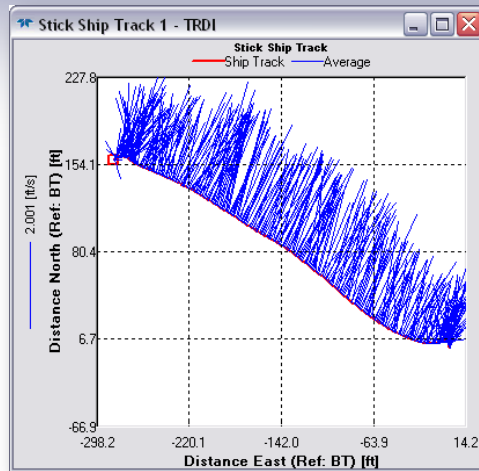 Stick Ship Track 1 - TRDI
Stick Ship Track
Ship Track Average
227.8
154.1
80.4
6.7
-66.9
Distance North (Ref: BT) [ft]
2.001 [ft/s]
-298.2 -220.1 -142.0 -63.9 14.2
Distance East (Ref: BT) [ft]